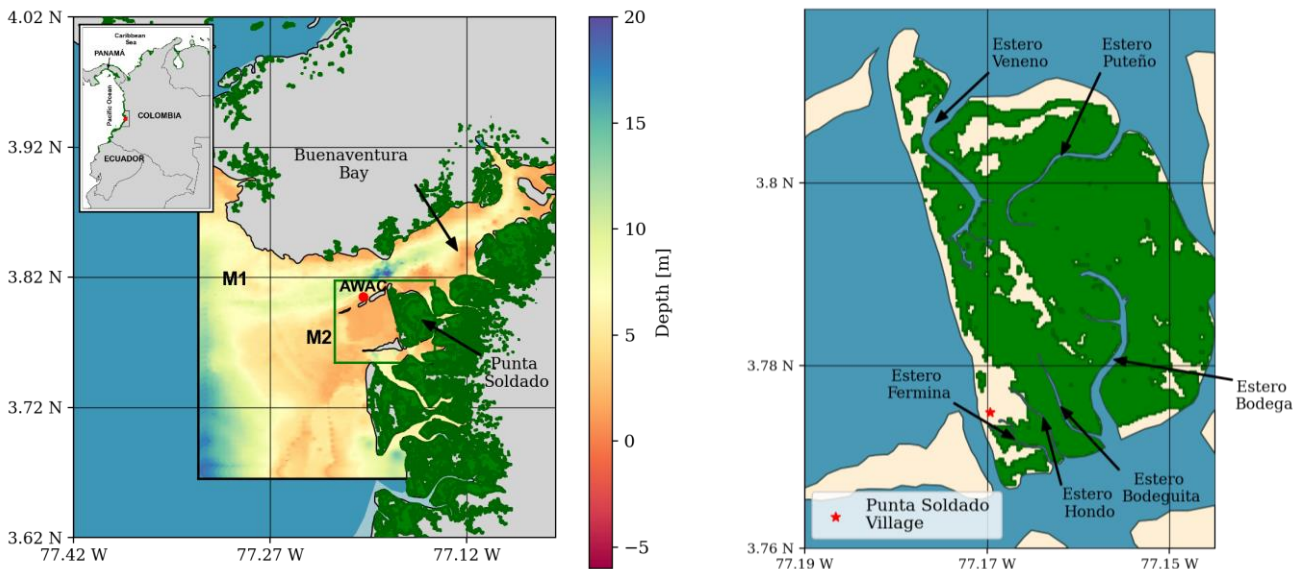 4.02 N
3.92 N
3.82 N
3.72 N
3.62 N
77.42 W
77.27 W
77.12 W
Caribbean
Sea
PANAMÁ
Pacific Ocean
COLOMBIA
ECUADOR
Buenaventura
Bay
M1
AWAC
M2
Punta
Soldado
20
15
10
5
0
−5
Depth [m]
Estero
Veneno
Estero
Puteño
3.8 N
3.78 N
3.76 N
Estero
Fermina
Estero
Bodega
Estero
Bodeguita
Estero
Hondo
Punta Soldado
Village
77.19 W
77.17 W
77.15 W